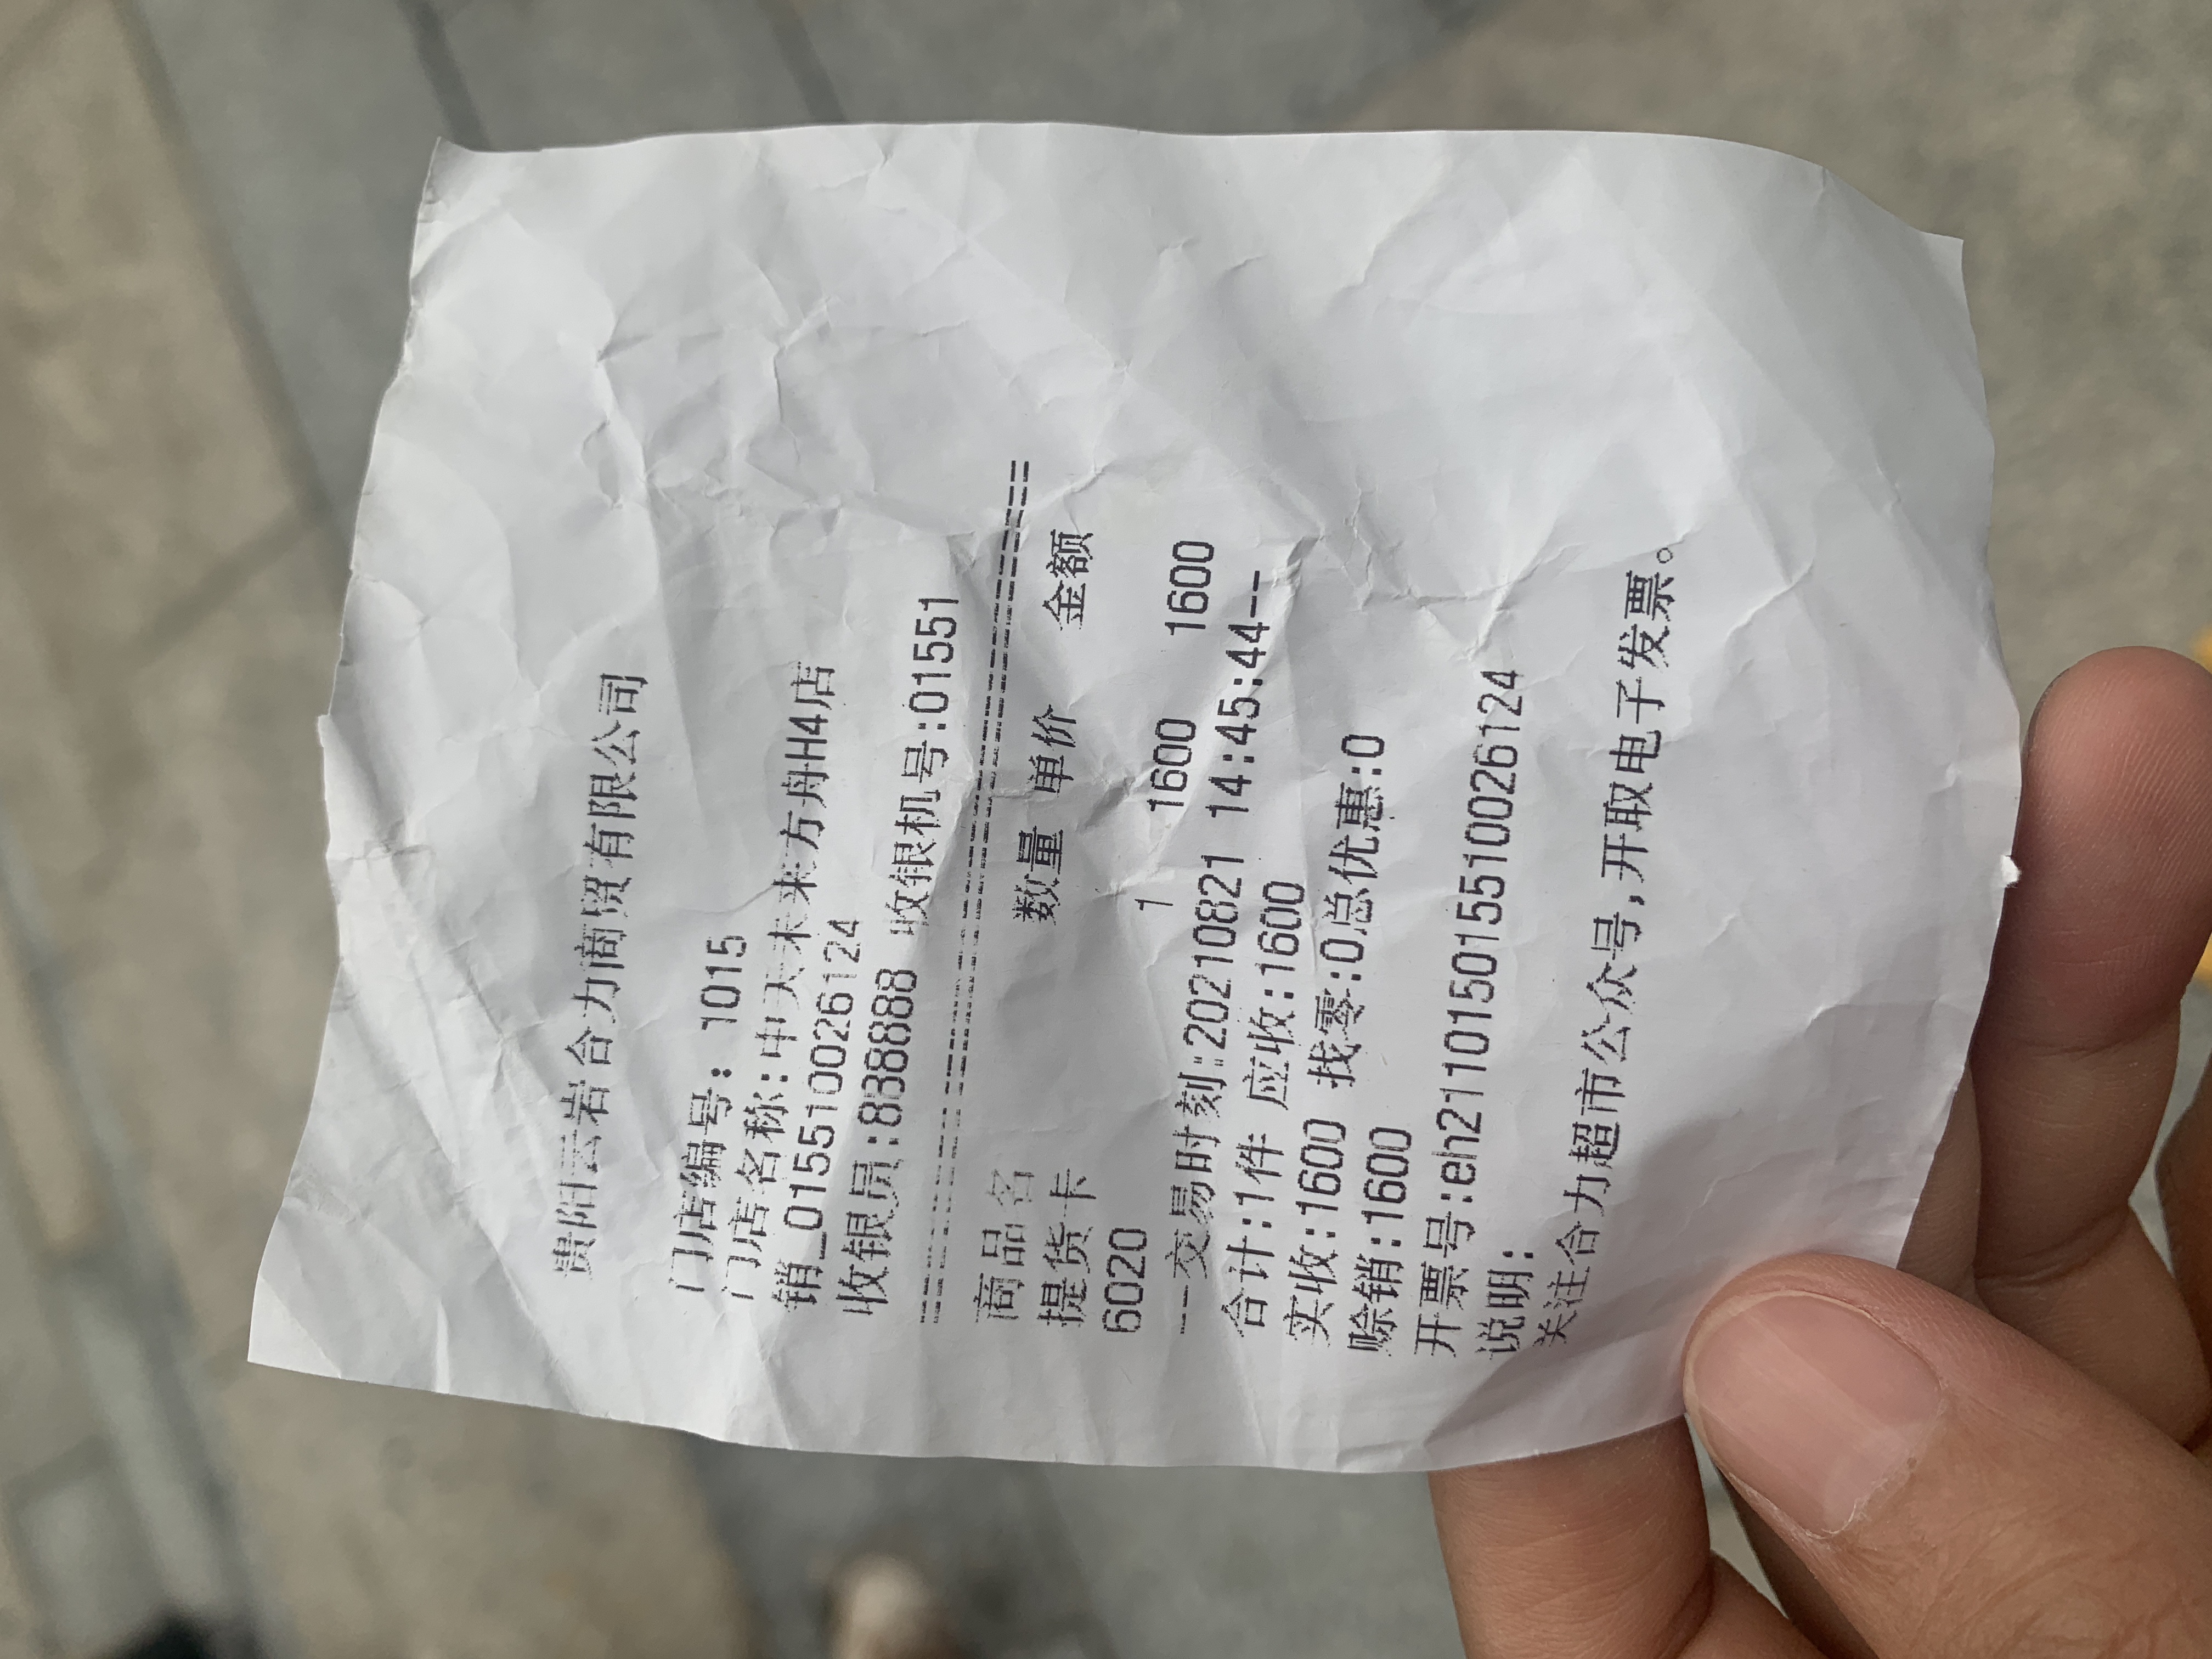 贵阳云岩合力商贸有限公司
门店编号: 1015
门店名称:中天未来方舟H4店
销_0155100026124
收银员:888888 收银机号:01551
商品名 数量 单价 金额
提货卡
6020 1 1600 1600
---交易时刻:20210821 14:45:44--
合计:1件 应收:1600
实收:1600 找零:0总优惠:0
赊销:1600
开票号:eh211015015510026124
说明:
关注合力超市公众号,开取电子发票。